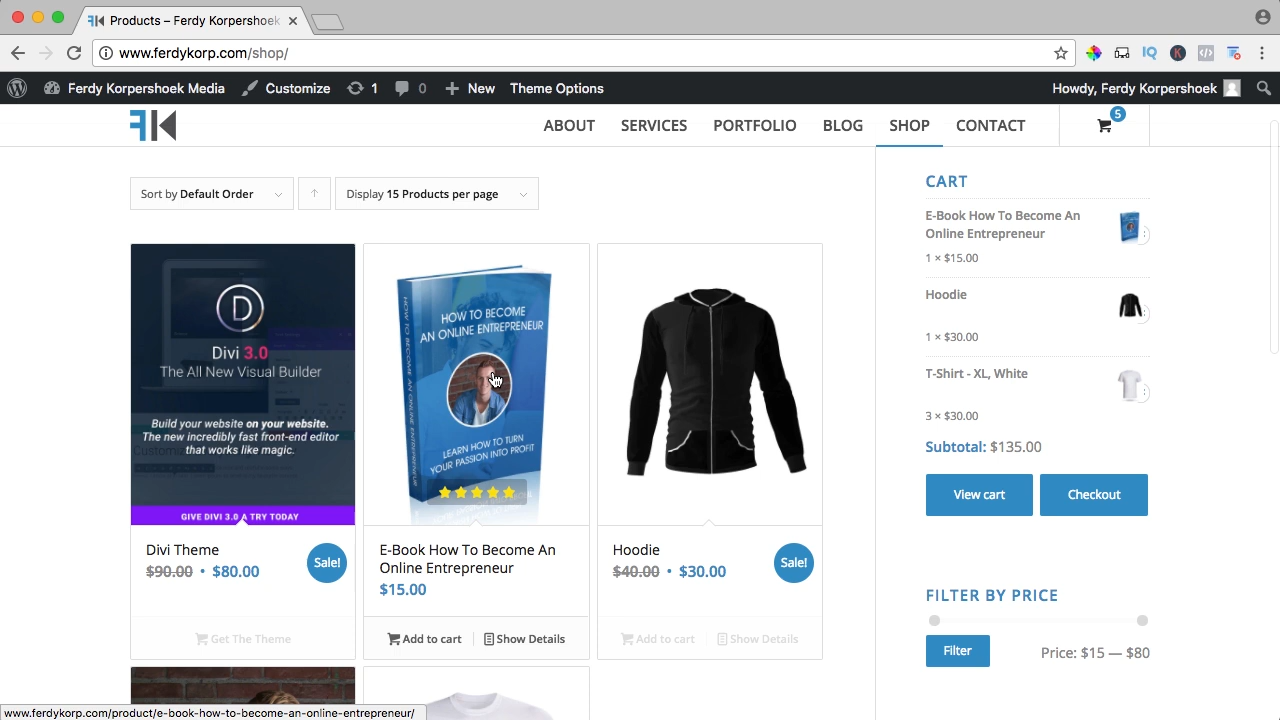 Products – Ferdy Korpershoek
www.ferdykorp.com/shop/
Ferdy Korpershoek Media
Customize
1
0
New
Theme Options
Howdy, Ferdy Korpershoek
FK
ABOUT
SERVICES
PORTFOLIO
BLOG
SHOP
CONTACT
5
Sort by Default Order
Display 15 Products per page
D
Divi 3.0
The All New Visual Builder
Build your website on your website.
The new incredibly fast front-end editor
that works like magic.
GIVE DIVI 3.0 A TRY TODAY
Divi Theme
$90.00 • $80.00
Sale!
Get The Theme
HOW TO BECOME AN ONLINE ENTREPRENEUR
HOW TO BECOME
AN ONLINE ENTREPRENEUR
LEARN HOW TO TURN
YOUR PASSION INTO PROFIT
E-Book How To Become An
Online Entrepreneur
$15.00
Add to cart
Show Details
Hoodie
$40.00 • $30.00
Sale!
Add to cart
Show Details
CART
E-Book How To Become An
Online Entrepreneur
1 × $15.00
Hoodie
1 × $30.00
T-Shirt - XL, White
3 × $30.00
Subtotal: $135.00
View cart
Checkout
FILTER BY PRICE
Filter
Price: $15 — $80
www.ferdykorp.com/product/e-book-how-to-become-an-online-entrepreneur/